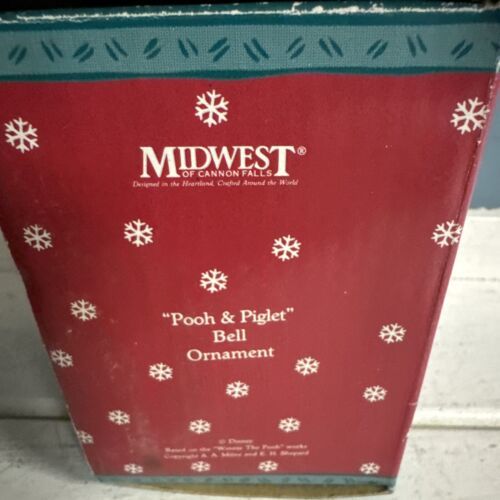 MIDWEST®
OF CANNON FALLS
Designed in the Heartland, Crafted Around the World
"Pooh & Piglet"
Bell
Ornament
© Disney
Based on the "Winnie The Pooh" works
Copyright A. A. Milne and E. H. Shepard